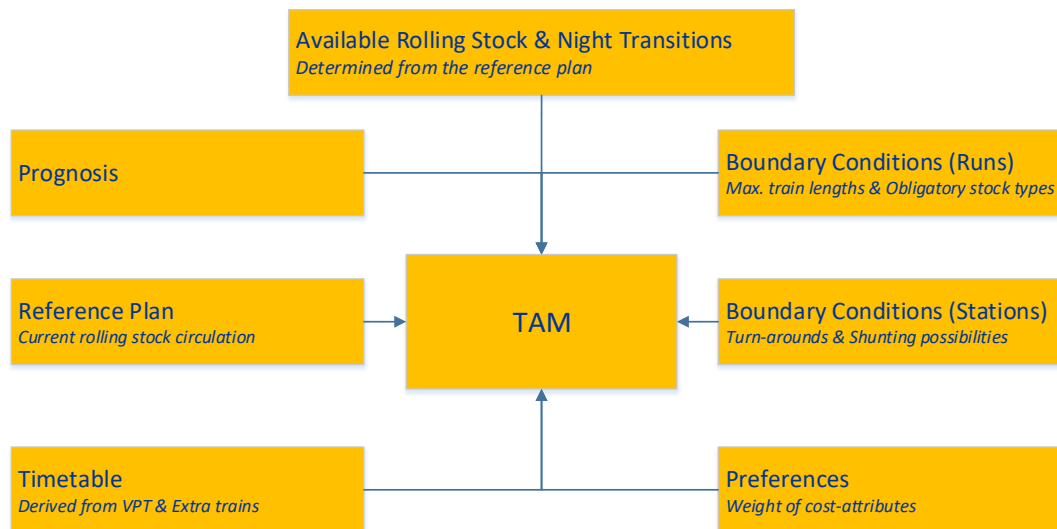 Available Rolling Stock & Night Transitions
Determined from the reference plan
Prognosis
Boundary Conditions (Runs)
Max. train lengths & Obligatory stock types
Reference Plan
Current rolling stock circulation
TAM
Boundary Conditions (Stations)
Turn-arounds & Shunting possibilities
Timetable
Derived from VPT & Extra trains
Preferences
Weight of cost-attributes